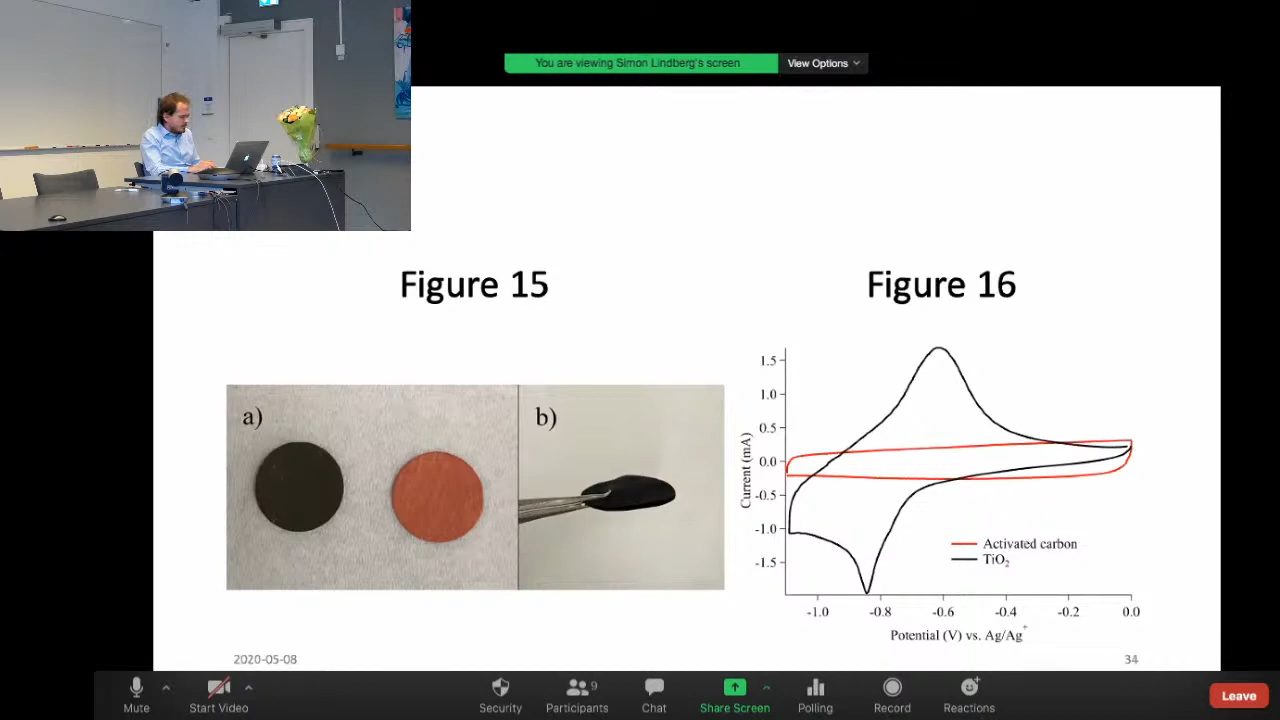 You are viewing Simon Lindberg's screen
View Options
Figure 15
Figure 16
a)
b)
1.5
1.0
0.5
0.0
-0.5
-1.0
-1.5
Current (mA)
Activated carbon
TiO₂
-1.0 -0.8 -0.6 -0.4 -0.2 0.0
Potential (V) vs. Ag/Ag⁺
2020-05-08
34
Mute
Start Video
Security
Participants 9
Chat
Share Screen
Polling
Record
Reactions
Leave